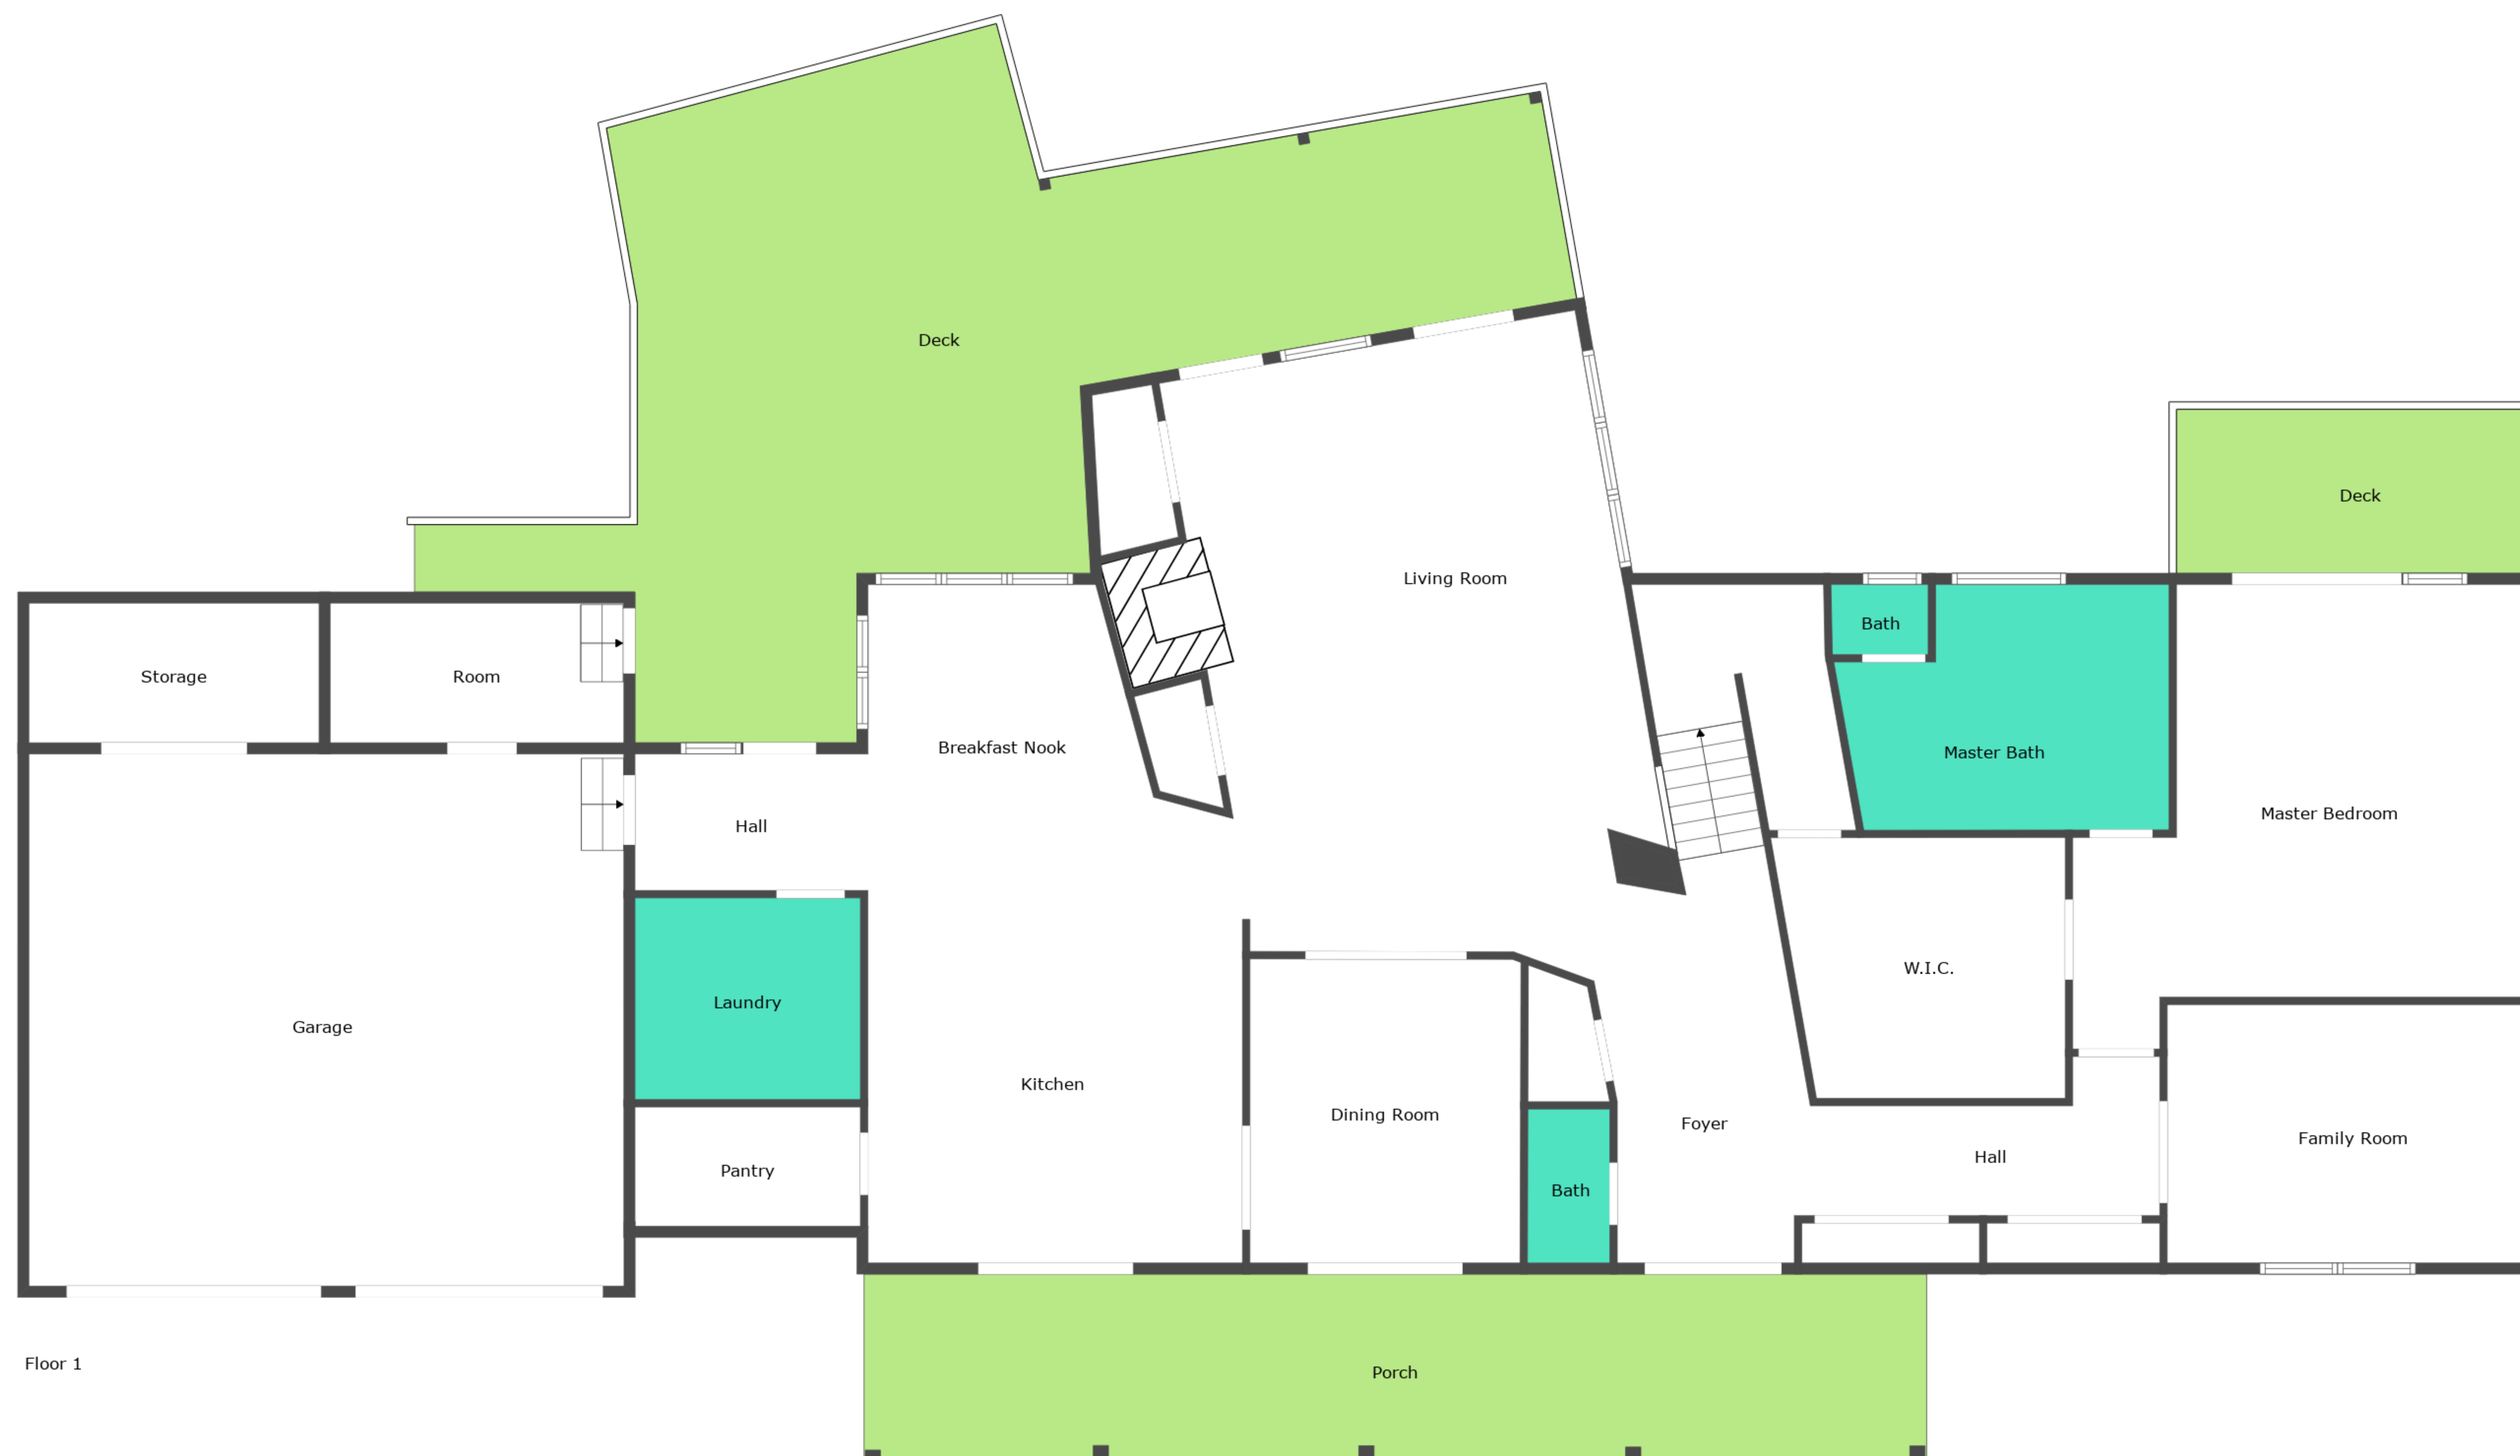 Deck
Deck
Living Room
Bath
Storage
Room
Breakfast Nook
Master Bath
Master Bedroom
Hall
W.I.C.
Laundry
Garage
Kitchen
Dining Room
Foyer
Family Room
Hall
Pantry
Bath
Floor 1
Porch